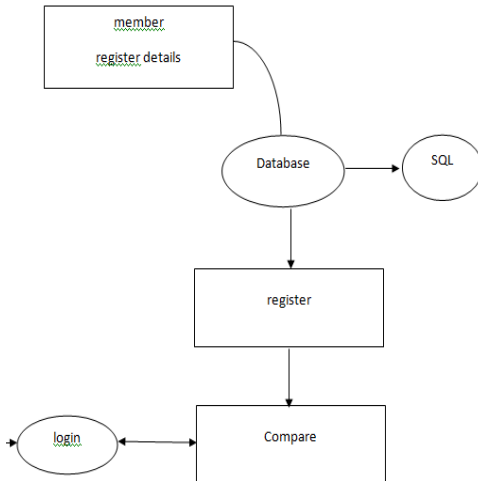 member
register details
Database
SQL
register
login
Compare